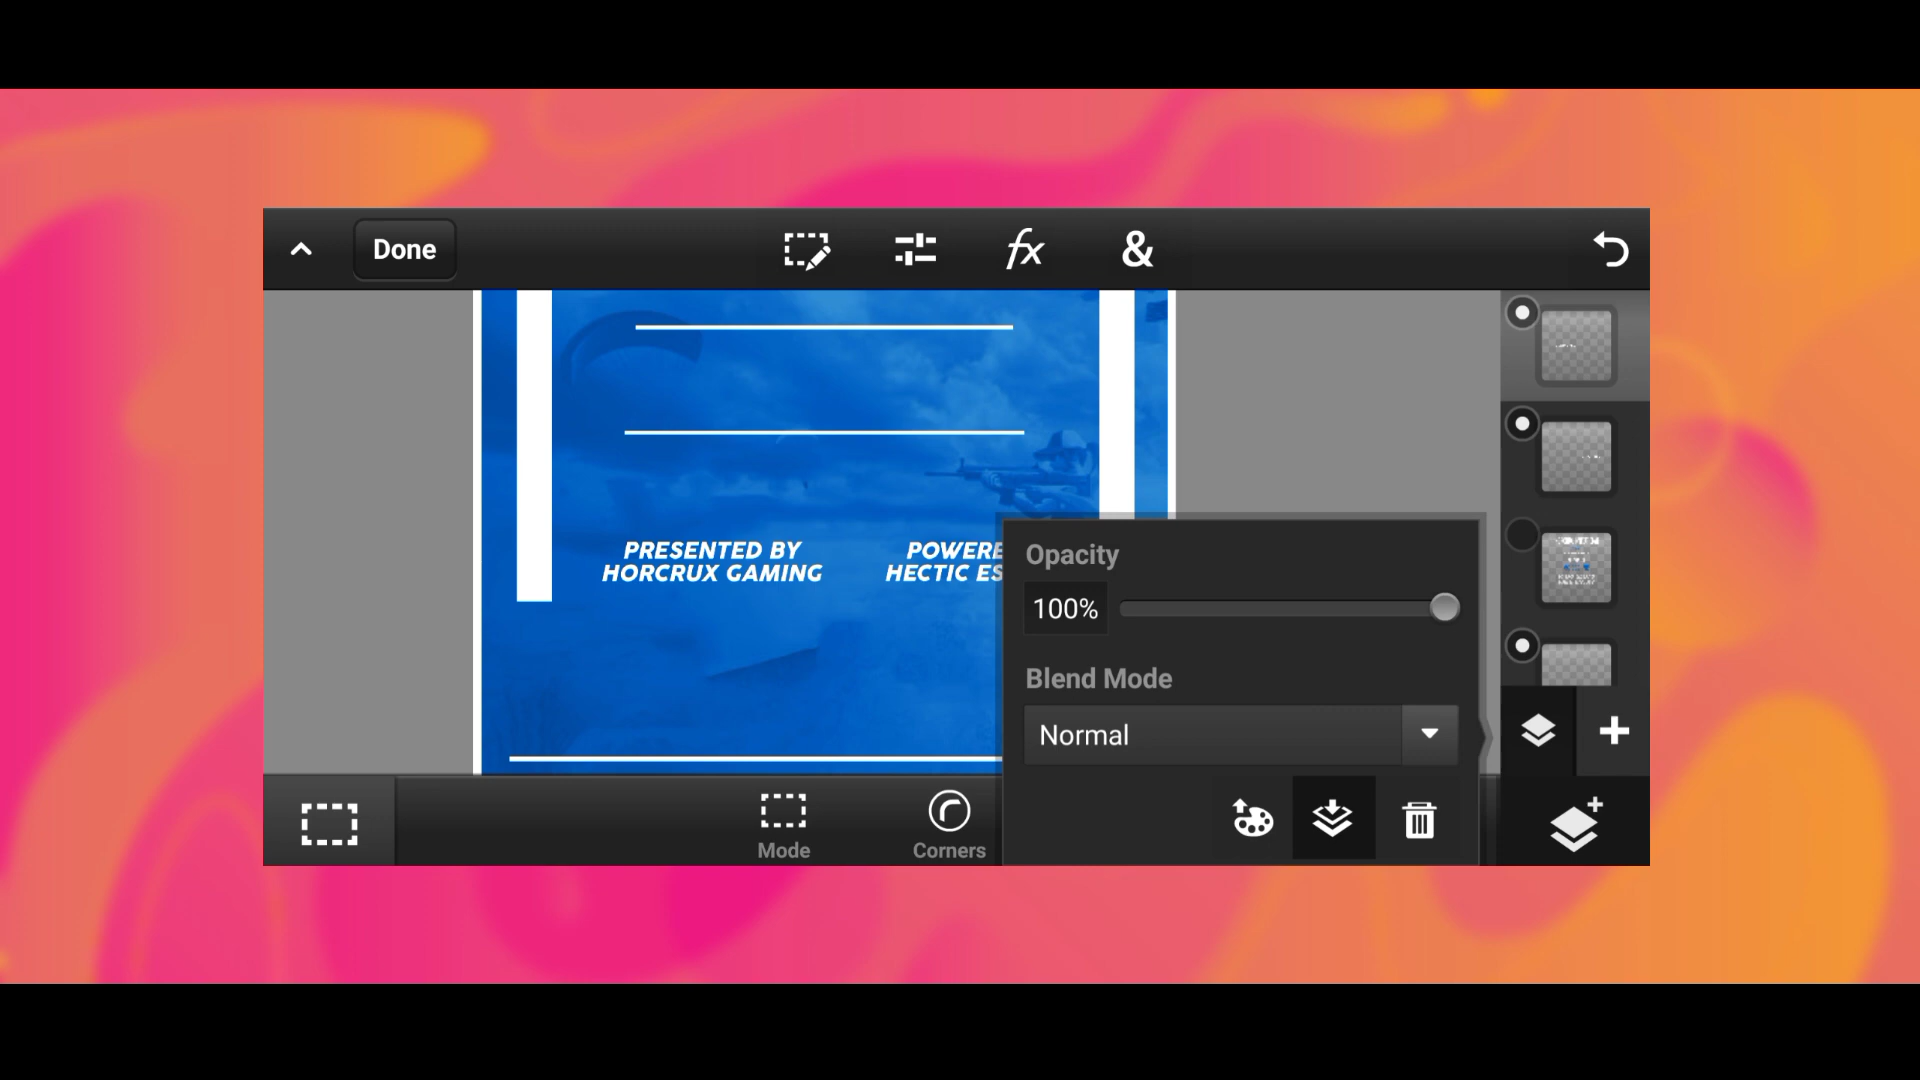 Done
fx
&
PRESENTED BY
HORCRUX GAMING
POWERE
HECTIC ES
Opacity
100%
Blend Mode
Normal
Mode
Corners